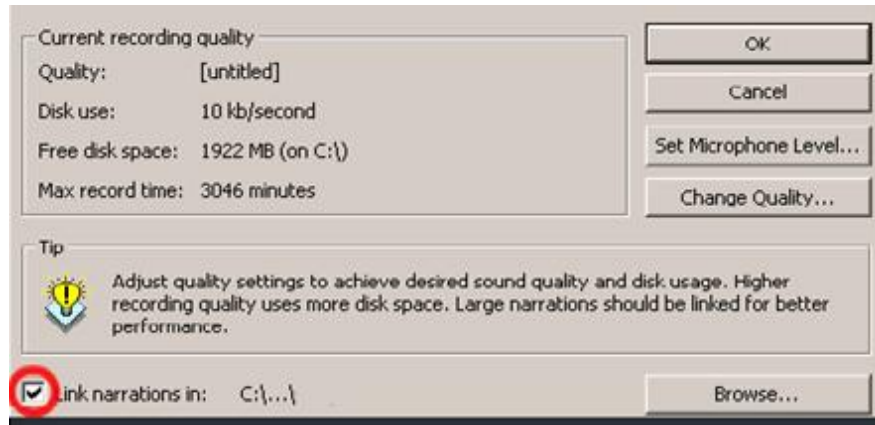 Current recording quality
OK
Quality: [untitled]
Cancel
Disk use: 10 kb/second
Free disk space: 1922 MB (on C:\)
Set Microphone Level...
Max record time: 3046 minutes
Change Quality...
Tip
Adjust quality settings to achieve desired sound quality and disk usage. Higher
recording quality uses more disk space. Large narrations should be linked for better
performance.
Link narrations in: C:\...\
Browse...